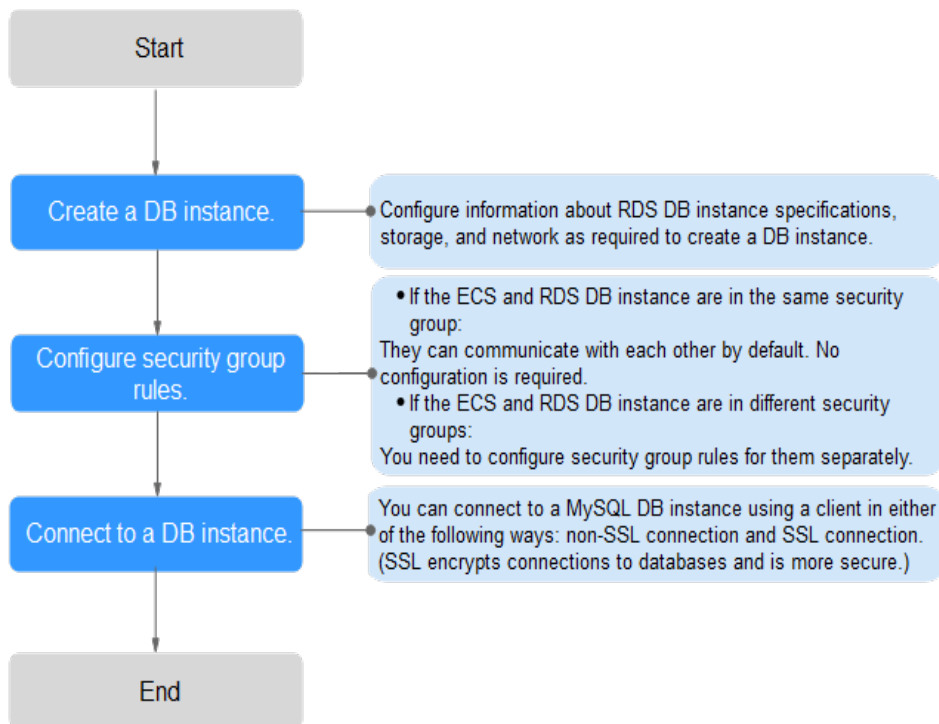 Start
Create a DB instance.
Configure information about RDS DB instance specifications,
storage, and network as required to create a DB instance.
Configure security group
rules.
• If the ECS and RDS DB instance are in the same security
group:
They can communicate with each other by default. No
configuration is required.
• If the ECS and RDS DB instance are in different security
groups:
You need to configure security group rules for them separately.
Connect to a DB instance.
You can connect to a MySQL DB instance using a client in either
of the following ways: non-SSL connection and SSL connection.
(SSL encrypts connections to databases and is more secure.)
End